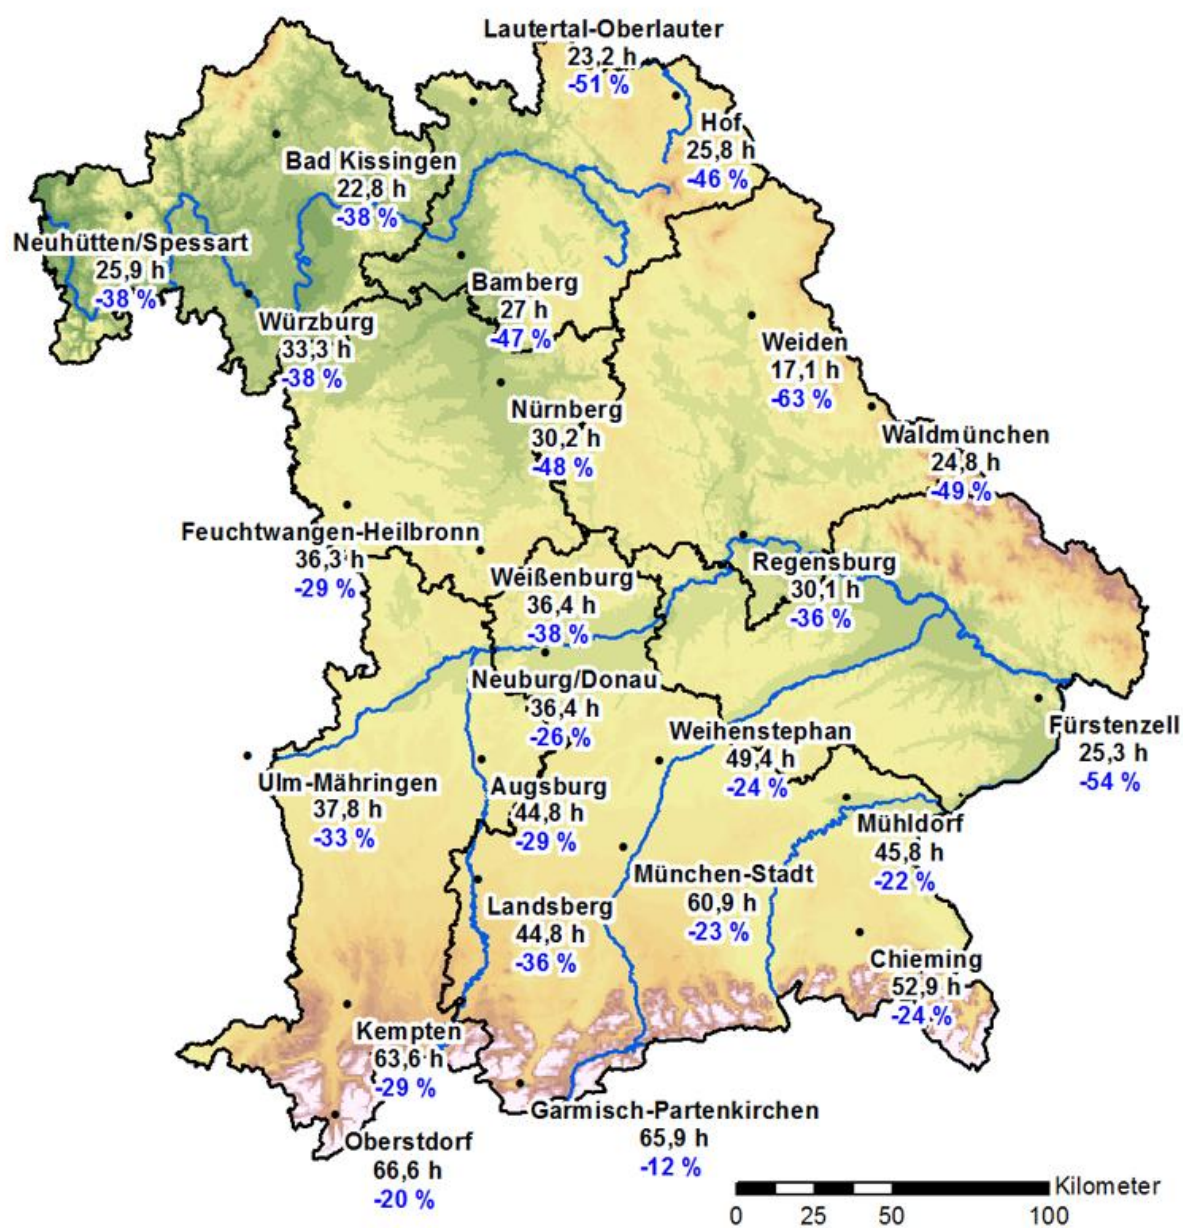 Lautertal-Oberlauter
23,2 h
-51 %
Hof
25,8 h
-46 %
Bad Kissingen
22,8 h
-38 %
Neuhütten/Spessart
25,9 h
-38 %
Bamberg
27 h
-47 %
Würzburg
33,3 h
-38 %
Weiden
17,1 h
-63 %
Nürnberg
30,2 h
-48 %
Waldmünchen
24,8 h
-49 %
Feuchtwangen-Heilbronn
36,3 h
-29 %
Weißenburg
36,4 h
-38 %
Regensburg
30,1 h
-36 %
Neuburg/Donau
36,4 h
-26 %
Weihenstephan
49,4 h
-24 %
Fürstenzell
25,3 h
-54 %
Ulm-Mähringen
37,8 h
-33 %
Augsburg
44,8 h
-29 %
Mühldorf
45,8 h
-22 %
München-Stadt
60,9 h
-23 %
Landsberg
44,8 h
-36 %
Chieming
52,9 h
-24 %
Kempten
63,6 h
-29 %
Garmisch-Partenkirchen
65,9 h
-12 %
Oberstdorf
66,6 h
-20 %
Kilometer
0 25 50 100